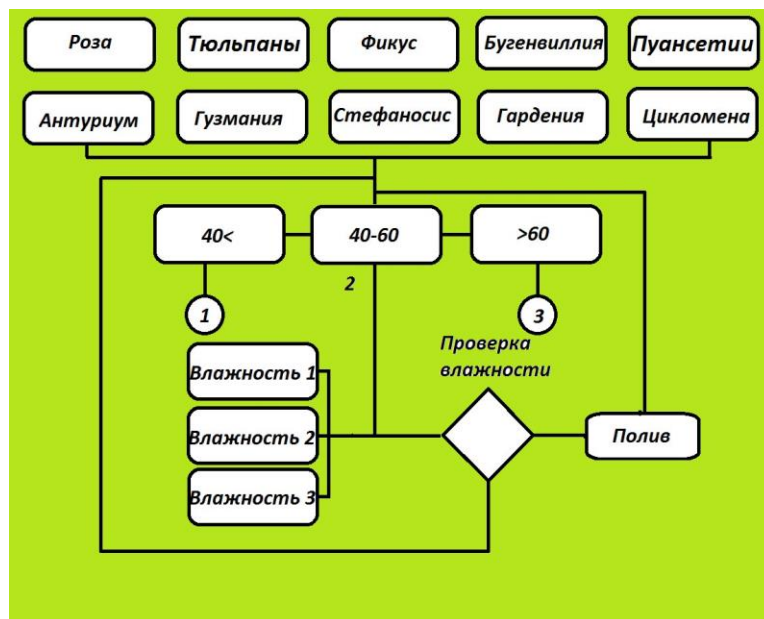 Роза
Тюльпаны
Фикус
Бугенвиллия
Пуансетии
Антуриум
Гузмания
Стефаносис
Гардения
Цикломена
40<
40-60
>60
2
1
3
Проверка
влажности
Влажность 1
Влажность 2
Полив
Влажность 3